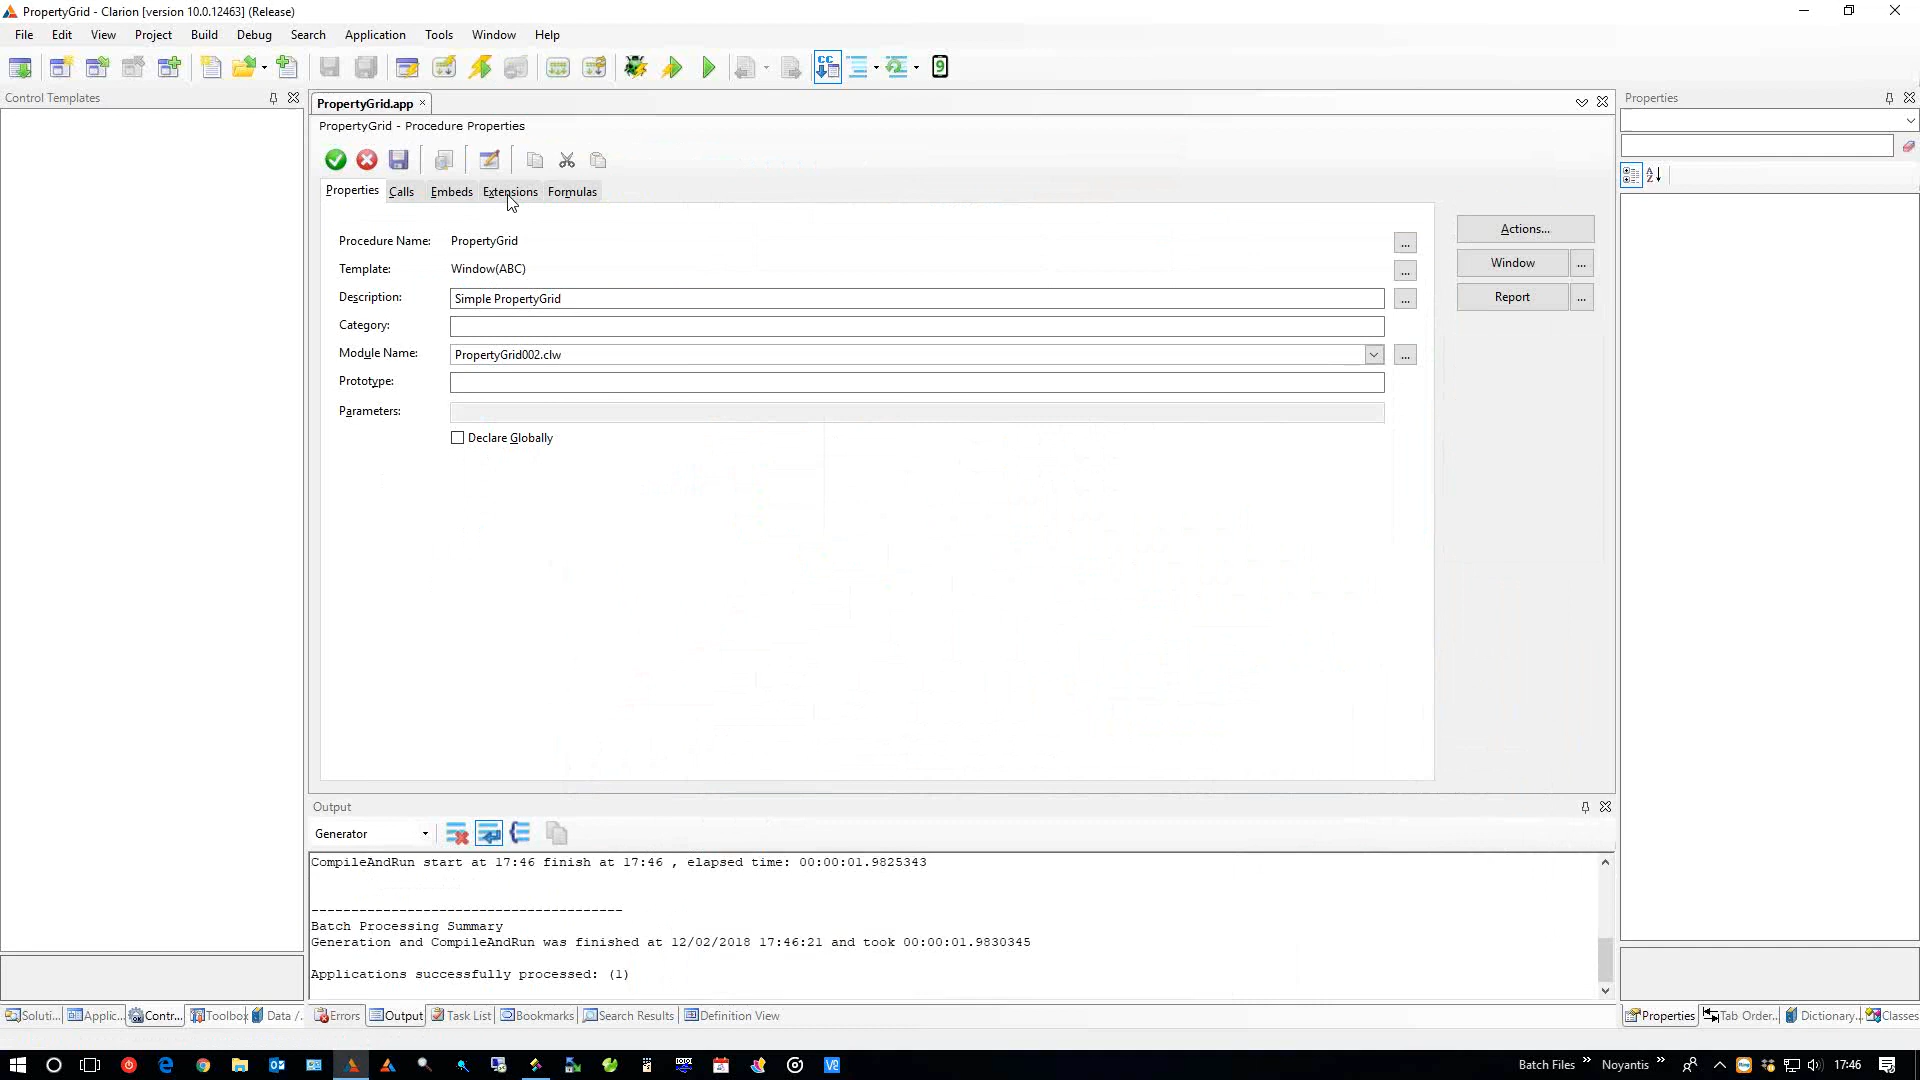 PropertyGrid - Clarion [version 10.0.12463] (Release)
File Edit View Project Build Debug Search Application Tools Window Help
Control Templates
PropertyGrid.app
Properties
PropertyGrid - Procedure Properties
Properties Calls Embeds Extensions Formulas
Procedure Name: PropertyGrid ...
Actions...
Template: Window(ABC) ...
Window ...
Description: Simple PropertyGrid ...
Report ...
Category:
Module Name: PropertyGrid002.clw ...
Prototype:
Parameters:
Declare Globally
Output
Generator
CompileAndRun start at 17:46 finish at 17:46 , elapsed time: 00:00:01.9825343
---------------------------------------
Batch Processing Summary
Generation and CompileAndRun was finished at 12/02/2018 17:46:21 and took 00:00:01.9830345
Applications successfully processed: (1)
Soluti... Applic... Contr... Toolbox Data /... Errors Output Task List Bookmarks Search Results Definition View Properties Tab Order... Dictionary... Classes
Batch Files » Noyantis » 17:46